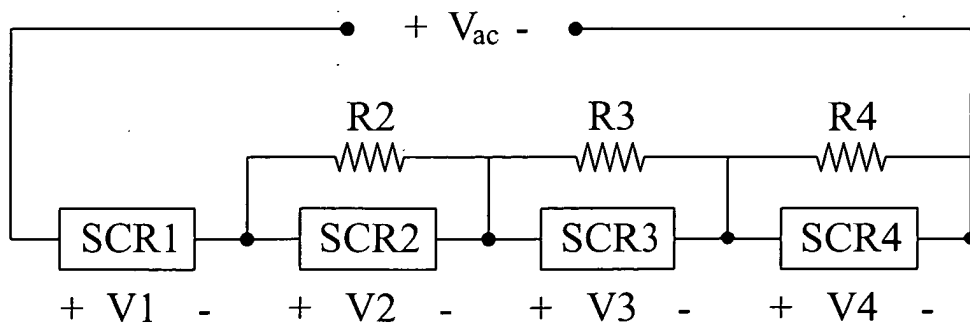 + Vac -
R2 R3 R4
SCR1 SCR2 SCR3 SCR4
+ V1 - + V2 - + V3 - + V4 -